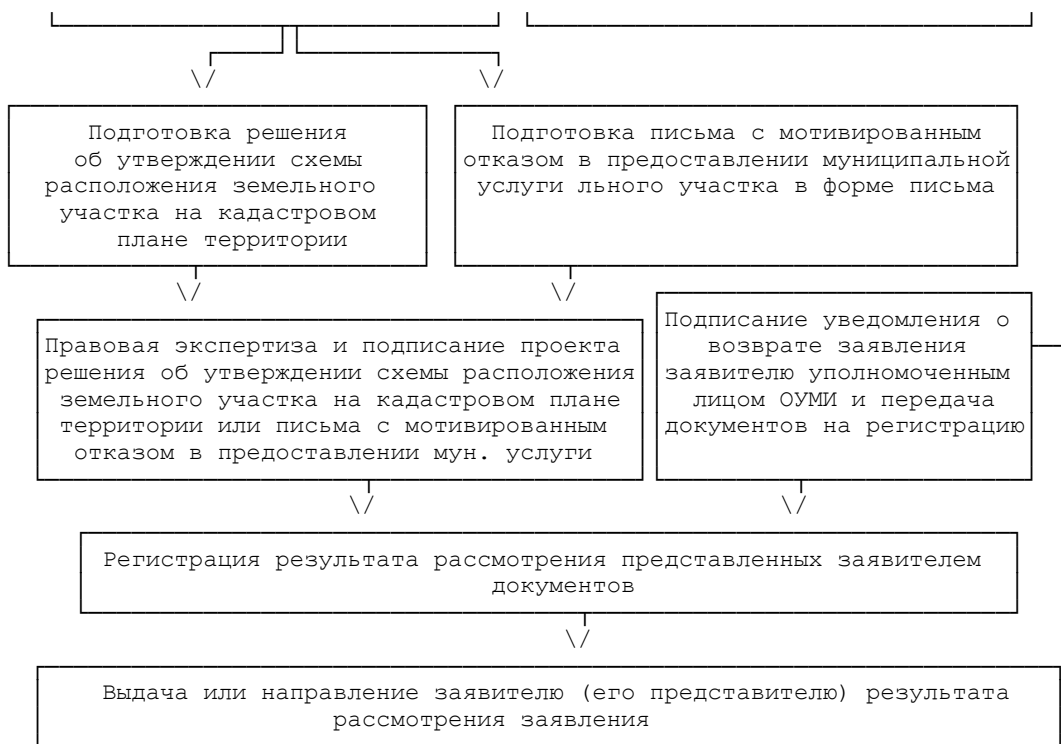 Подготовка решения
об утверждении схемы
расположения земельного
участка на кадастровом
плане территории
Подготовка письма с мотивированным
отказом в предоставлении муниципальной
услуги льного участка в форме письма
Правовая экспертиза и подписание проекта
решения об утверждении схемы расположения
земельного участка на кадастровом плане
территории или письма с мотивированным
отказом в предоставлении мун. услуги
Подписание уведомления о
возврате заявления
заявителю уполномоченным
лицом ОУМИ и передача
документов на регистрацию
Регистрация результата рассмотрения представленных заявителем
документов
Выдача или направление заявителю (его представителю) результата
рассмотрения заявления